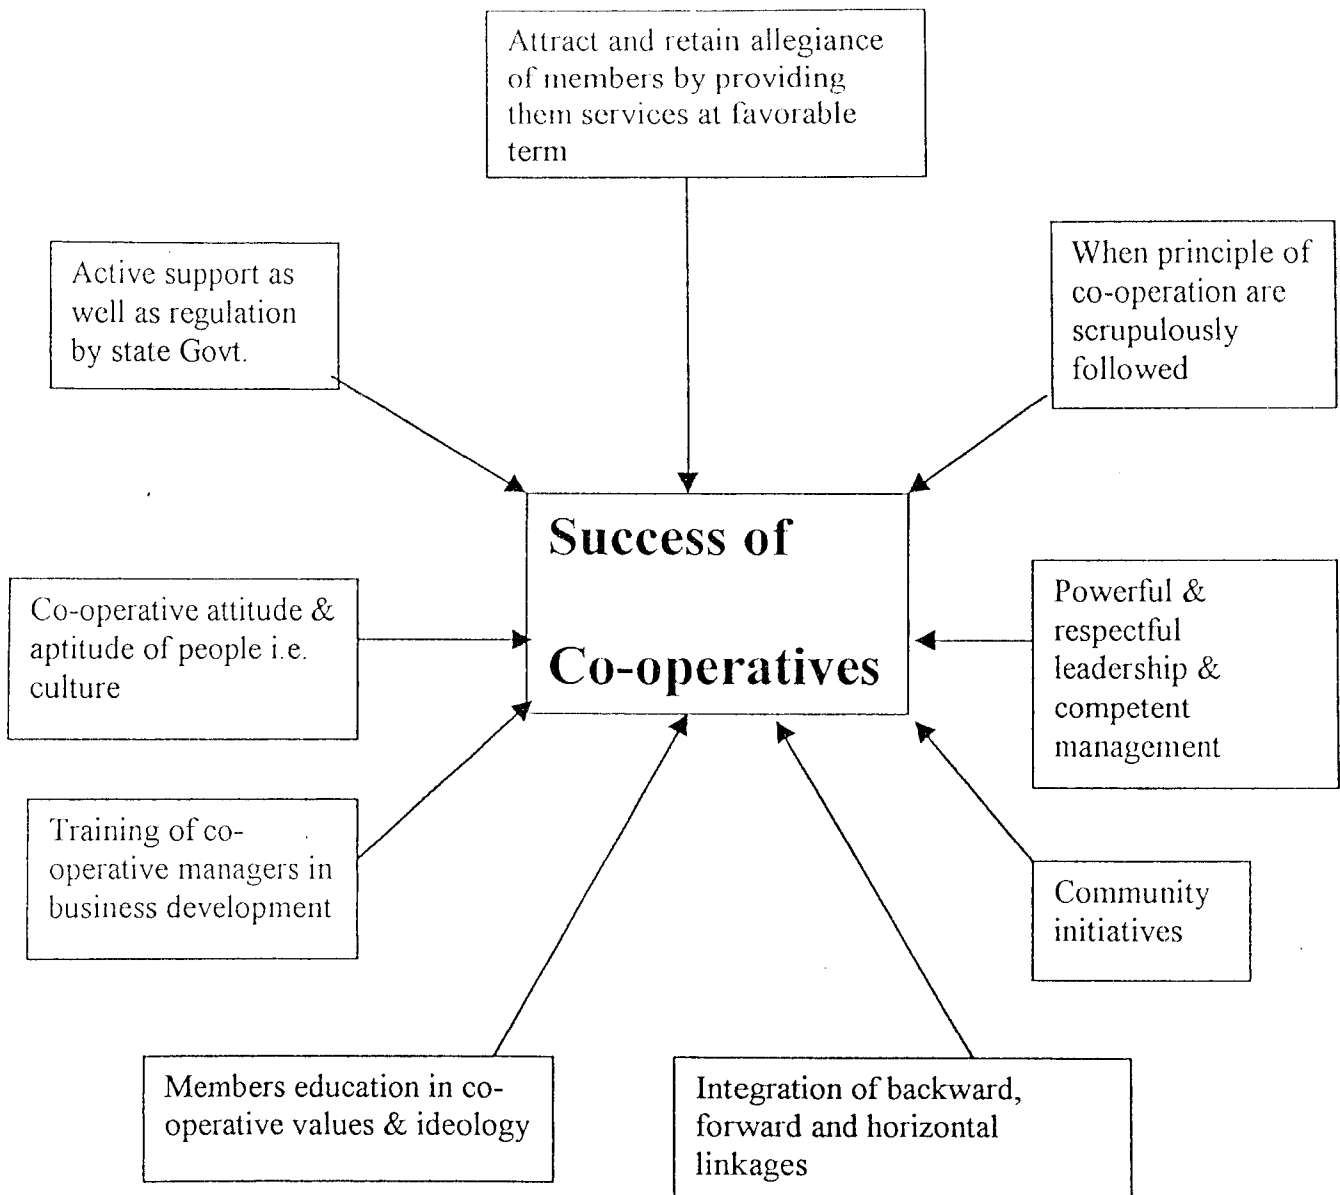 Attract and retain allegiance
of members by providing
them services at favorable
term
Active support as
well as regulation
by state Govt.
When principle of
co-operation are
scrupulously
followed
Success of
Co-operatives
Co-operative attitude &
aptitude of people i.e.
culture
Powerful &
respectful
leadership &
competent
management
Training of co-
operative managers in
business development
Community
initiatives
Members education in co-
operative values & ideology
Integration of backward,
forward and horizontal
linkages